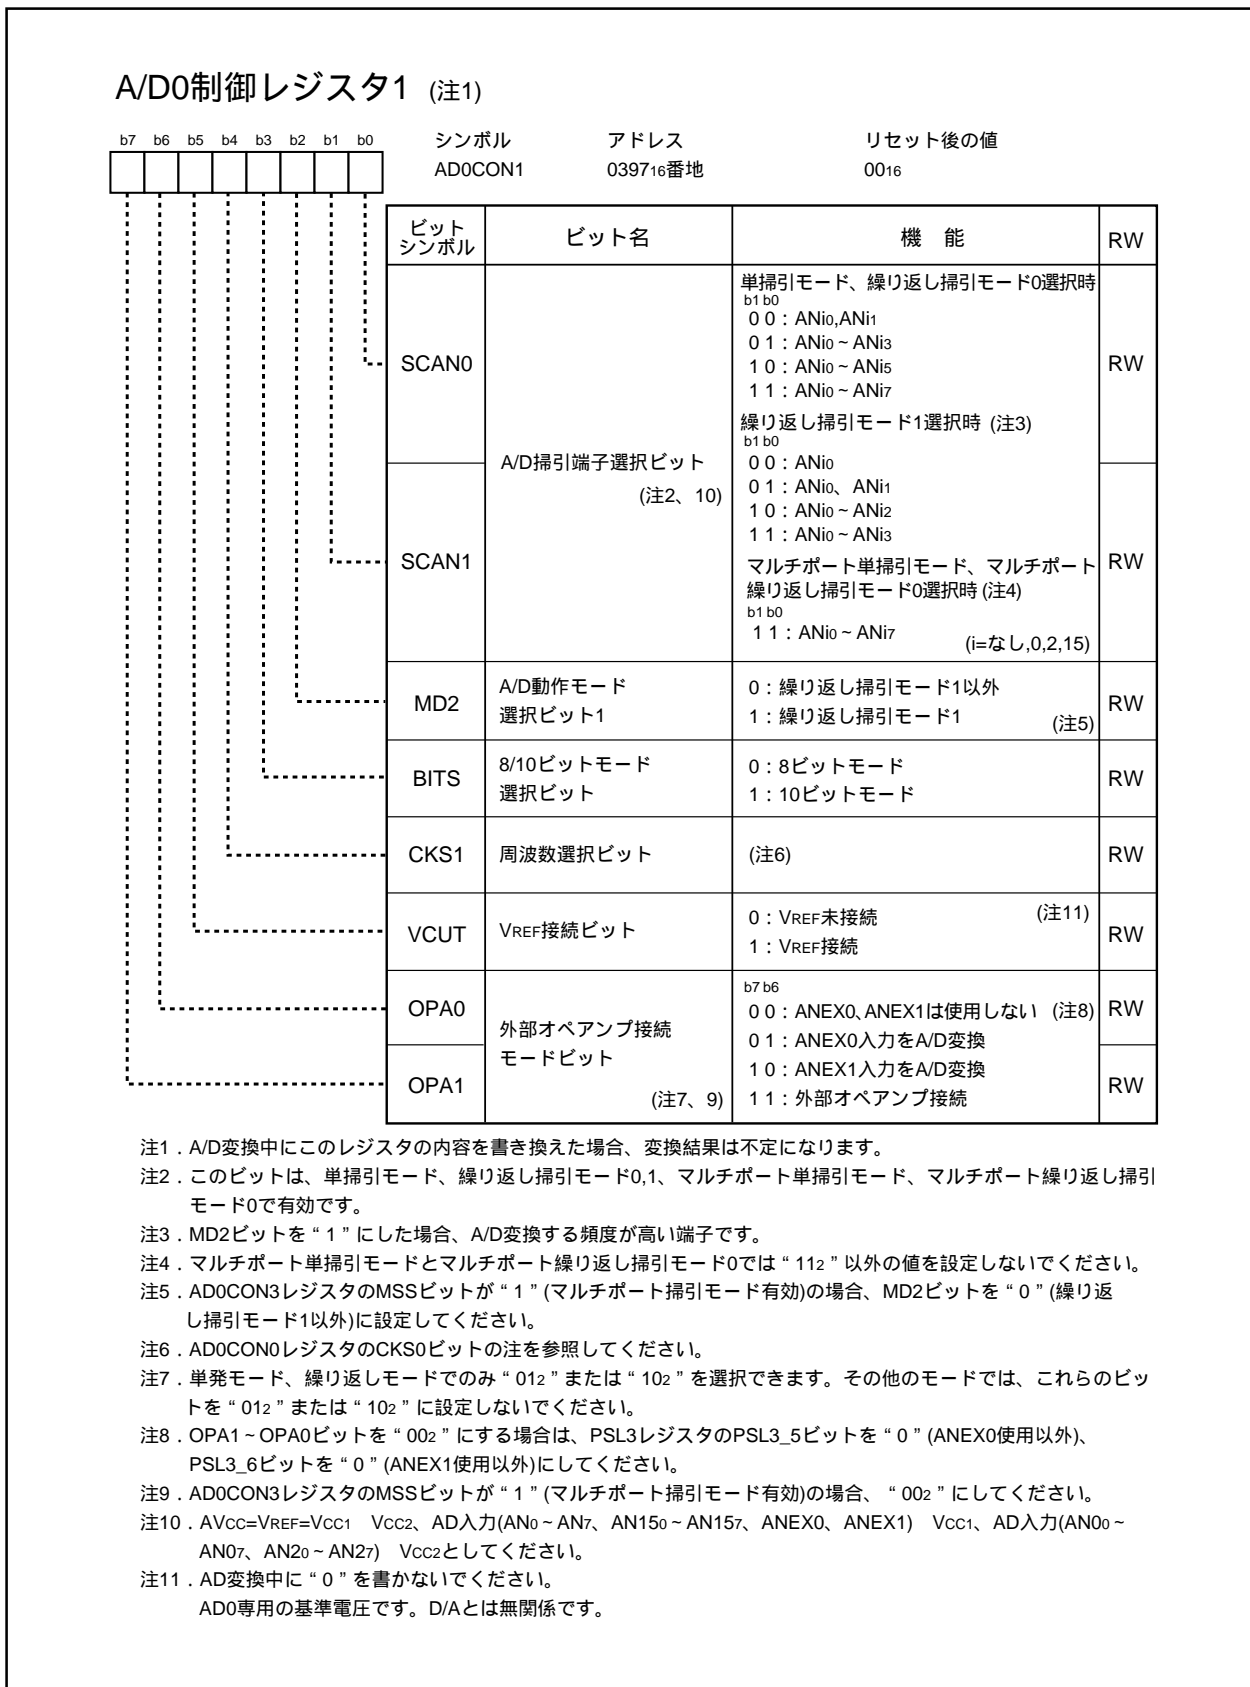 A/D0制御レジスタ1 (注1)
b7 b6 b5 b4 b3 b2 b1 b0
シンボル アドレス リセット後の値
AD0CON1 039716番地 0016
ビットシンボル ビット名 機 能 RW
SCAN0
A/D掃引端子選択ビット
(注2、10)
単掃引モード、繰り返し掃引モード0選択時
b1 b0
0 0 : ANi0,ANi1
0 1 : ANi0 ~ ANi3
1 0 : ANi0 ~ ANi5
1 1 : ANi0 ~ ANi7
RW
繰り返し掃引モード1選択時 (注3)
b1 b0
0 0 : ANi0
0 1 : ANi0、ANi1
1 0 : ANi0 ~ ANi2
1 1 : ANi0 ~ ANi3
SCAN1
マルチポート単掃引モード、マルチポート
繰り返し掃引モード0選択時 (注4)
b1 b0
1 1 : ANi0 ~ ANi7
(i=なし,0,2,15)
RW
MD2
A/D動作モード
選択ビット1
0 : 繰り返し掃引モード1以外
1 : 繰り返し掃引モード1 (注5)
RW
BITS
8/10ビットモード
選択ビット
0 : 8ビットモード
1 : 10ビットモード
RW
CKS1 周波数選択ビット (注6) RW
VCUT VREF接続ビット
0 : VREF未接続 (注11)
1 : VREF接続
RW
OPA0
外部オペアンプ接続
モードビット
(注7、9)
b7 b6
0 0 : ANEX0、ANEX1は使用しない (注8)
0 1 : ANEX0入力をA/D変換
RW
OPA1
1 0 : ANEX1入力をA/D変換
1 1 : 外部オペアンプ接続
RW
注1．A/D変換中にこのレジスタの内容を書き換えた場合、変換結果は不定になります。
注2．このビットは、単掃引モード、繰り返し掃引モード0,1、マルチポート単掃引モード、マルチポート繰り返し掃引
モード0で有効です。
注3．MD2ビットを“ 1 ”にした場合、A/D変換する頻度が高い端子です。
注4．マルチポート単掃引モードとマルチポート繰り返し掃引モード0では“ 112 ”以外の値を設定しないでください。
注5．AD0CON3レジスタのMSSビットが“ 1 ”(マルチポート掃引モード有効)の場合、MD2ビットを“ 0 ”(繰り返
し掃引モード1以外)に設定してください。
注6．AD0CON0レジスタのCKS0ビットの注を参照してください。
注7．単発モード、繰り返しモードでのみ“ 012 ”または“ 102 ”を選択できます。その他のモードでは、これらのビッ
トを“ 012 ”または“ 102 ”に設定しないでください。
注8．OPA1 ~ OPA0ビットを“ 002 ”にする場合は、PSL3レジスタのPSL3_5ビットを“ 0 ”(ANEX0使用以外)、
PSL3_6ビットを“ 0 ”(ANEX1使用以外)にしてください。
注9．AD0CON3レジスタのMSSビットが“ 1 ”(マルチポート掃引モード有効)の場合、“ 002 ”にしてください。
注10．AVCC=VREF=VCC1 VCC2、AD入力(AN0 ~ AN7、AN150 ~ AN157、ANEX0、ANEX1) VCC1、AD入力(AN00 ~
AN07、AN20 ~ AN27) VCC2としてください。
注11．AD変換中に“ 0 ”を書かないでください。
AD0専用の基準電圧です。D/Aとは無関係です。